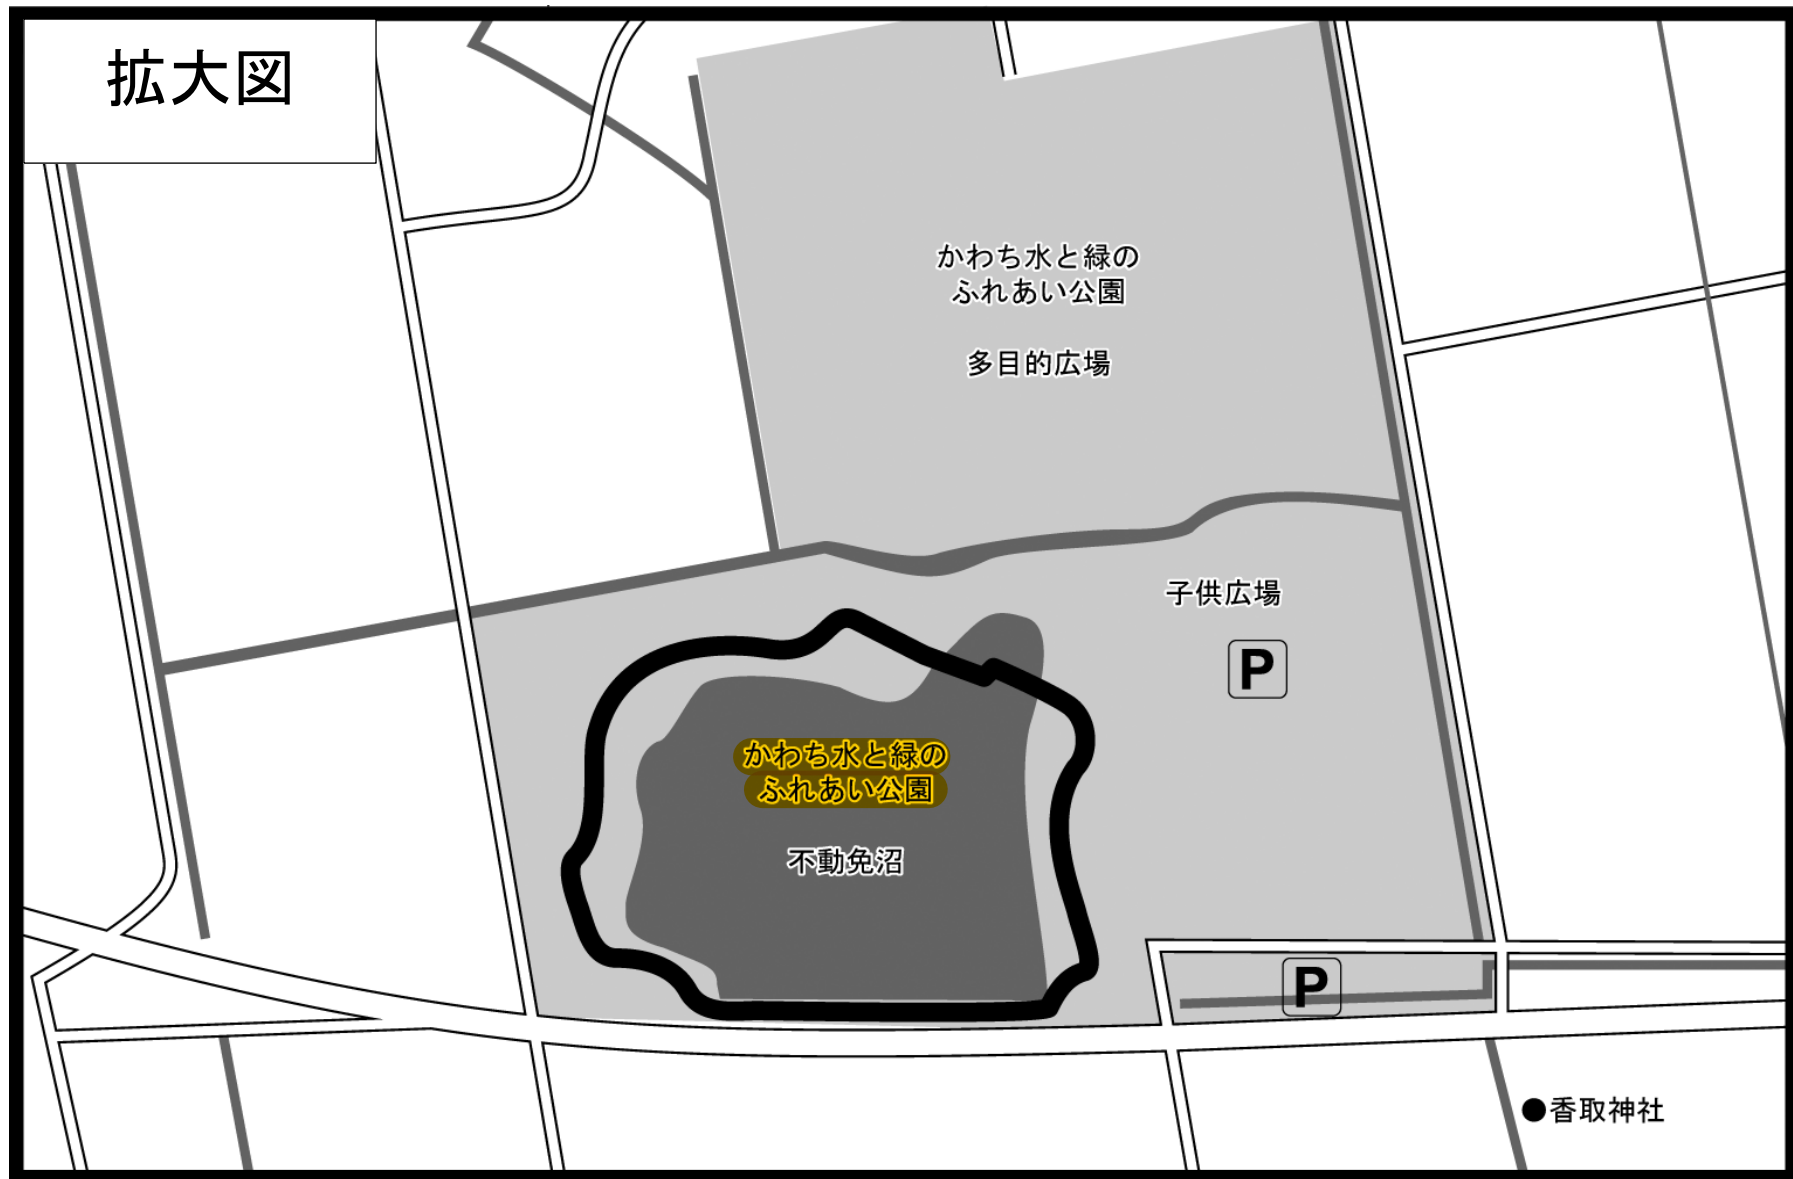 拡大図
かわち水と緑の
ふれあい公園
多目的広場
子供広場
P
かわち水と緑の
ふれあい公園
不動免沼
P
●香取神社